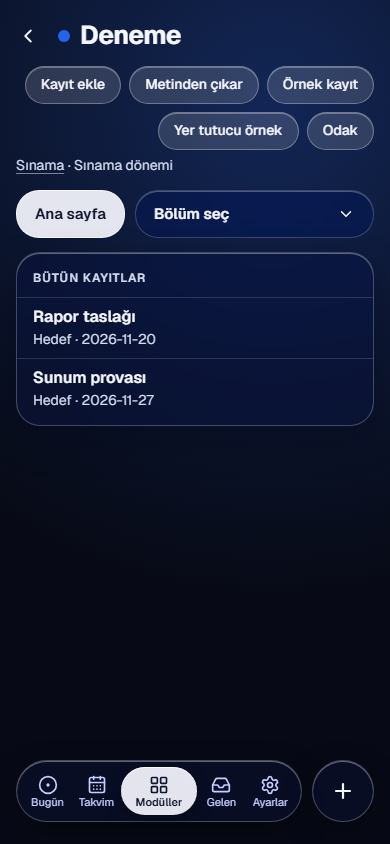 Deneme
Kayıt ekle
Metinden çıkar
Örnek kayıt
Yer tutucu örnek
Odak
Sınama · Sınama dönemi
Ana sayfa
Bölüm seç
BÜTÜN KAYITLAR
Rapor taslağı
Hedef · 2026-11-20
Sunum provası
Hedef · 2026-11-27
Bugün
Takvim
Modüller
Gelen
Ayarlar